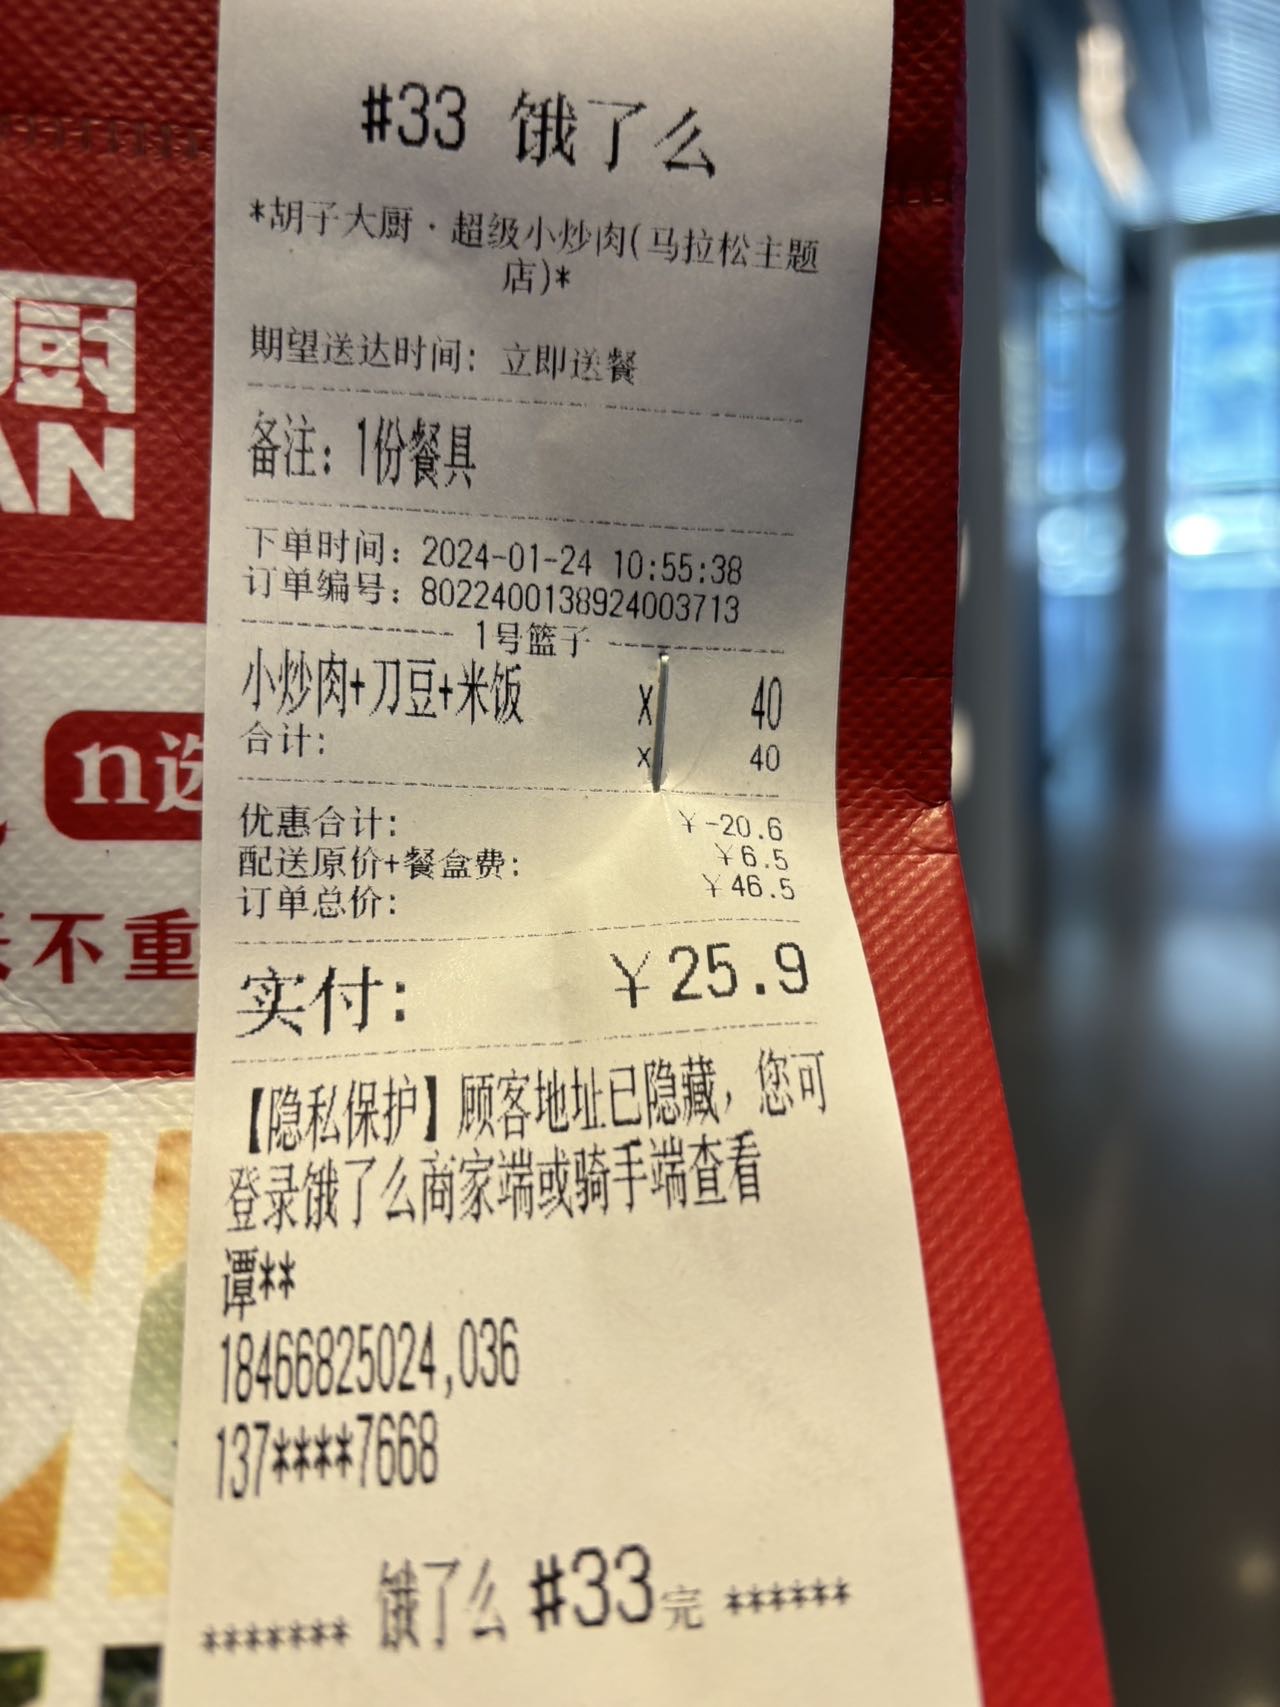 #33 饿了么
*胡子大厨·超级小炒肉(马拉松主题
店)*
期望送达时间: 立即送餐
备注: 1份餐具
下单时间: 2024-01-24 10:55:38
订单编号: 8022400138924003713
1号篮子
小炒肉+刀豆+米饭 X 40
合计: x 40
优惠合计: ￥-20.6
配送原价+餐盒费: ￥6.5
订单总价: ￥46.5
实付: ￥25.9
【隐私保护】顾客地址已隐藏, 您可
登录饿了么商家端或骑手端查看
谭**
18466825024,036
137****7668
******* 饿了么 #33完 ******
厨
AN
n选
不重